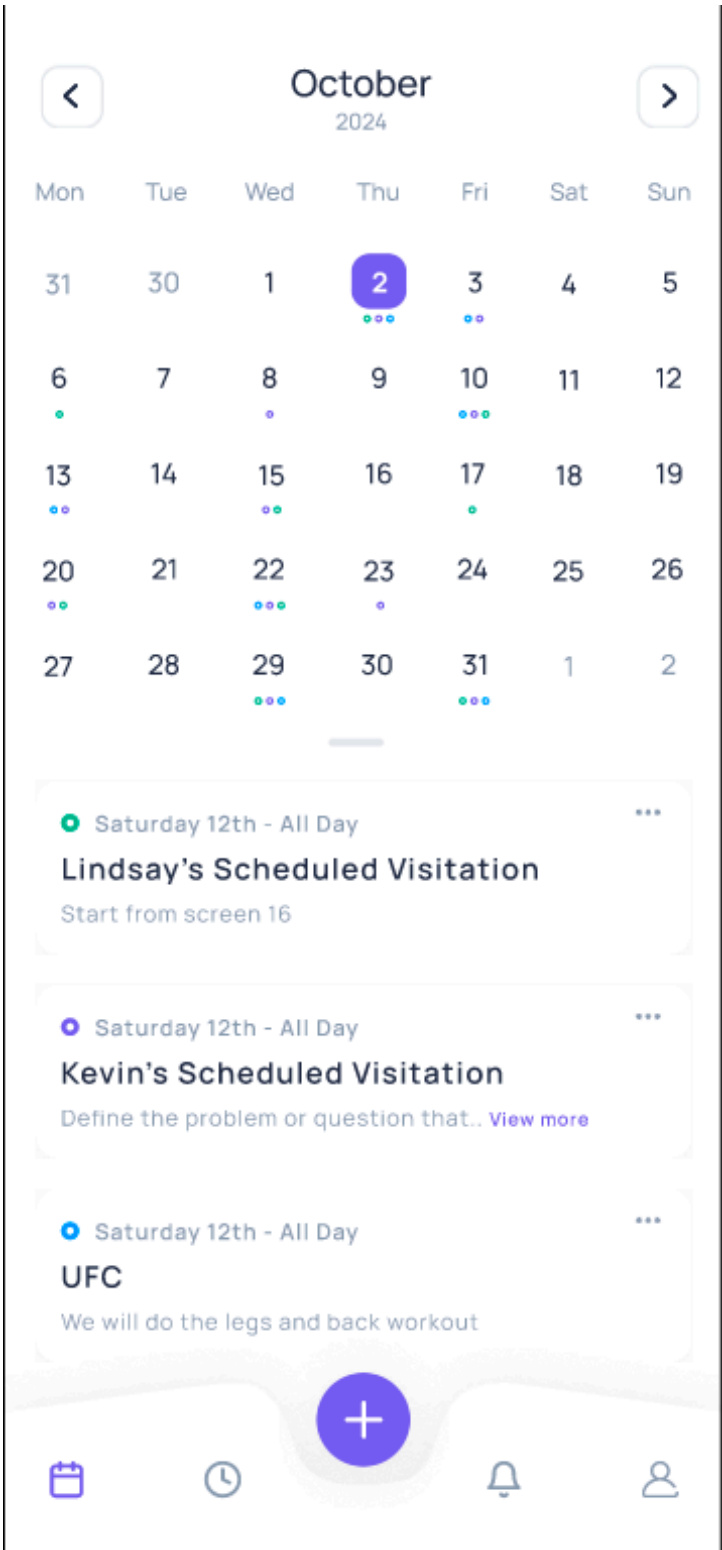 October
2024
Mon Tue Wed Thu Fri Sat Sun
31 30 1 2 3 4 5
6 7 8 9 10 11 12
13 14 15 16 17 18 19
20 21 22 23 24 25 26
27 28 29 30 31 1 2
Saturday 12th - All Day
Lindsay's Scheduled Visitation
Start from screen 16
Saturday 12th - All Day
Kevin's Scheduled Visitation
Define the problem or question that.. View more
Saturday 12th - All Day
UFC
We will do the legs and back workout